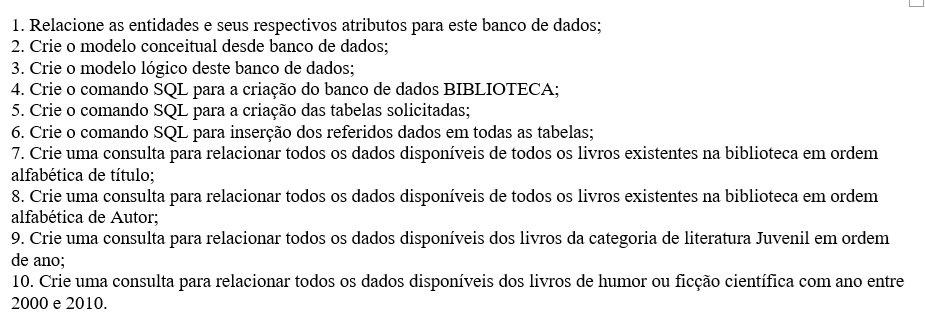 1. Relacione as entidades e seus respectivos atributos para este banco de dados;
2. Crie o modelo conceitual desde banco de dados;
3. Crie o modelo lógico deste banco de dados;
4. Crie o comando SQL para a criação do banco de dados BIBLIOTECA;
5. Crie o comando SQL para a criação das tabelas solicitadas;
6. Crie o comando SQL para inserção dos referidos dados em todas as tabelas;
7. Crie uma consulta para relacionar todos os dados disponíveis de todos os livros existentes na biblioteca em ordem
alfabética de título;
8. Crie uma consulta para relacionar todos os dados disponíveis de todos os livros existentes na biblioteca em ordem
alfabética de Autor;
9. Crie uma consulta para relacionar todos os dados disponíveis dos livros da categoria de literatura Juvenil em ordem
de ano;
10. Crie uma consulta para relacionar todos os dados disponíveis dos livros de humor ou ficção científica com ano entre
2000 e 2010.